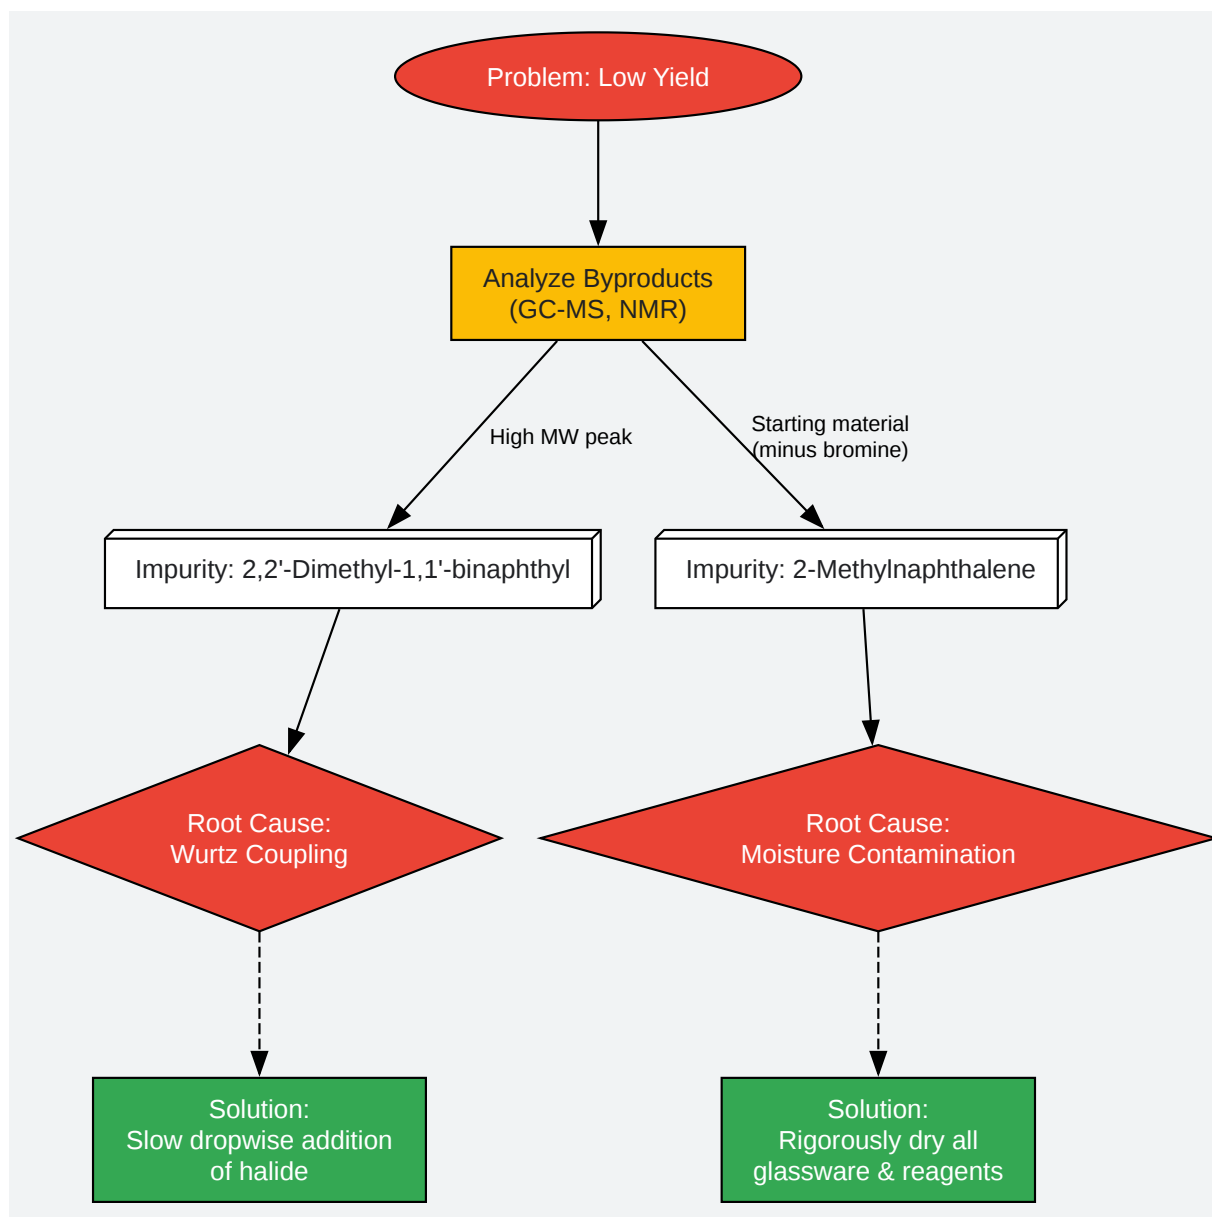 Problem: Low Yield
Analyze Byproducts
(GC-MS, NMR)
High MW peak
Starting material
(minus bromine)
Impurity: 2,2'-Dimethyl-1,1'-binaphthyl
Impurity: 2-Methylnaphthalene
Root Cause:
Wurtz Coupling
Root Cause:
Moisture Contamination
Solution:
Slow dropwise addition
of halide
Solution:
Rigorously dry all
glassware & reagents